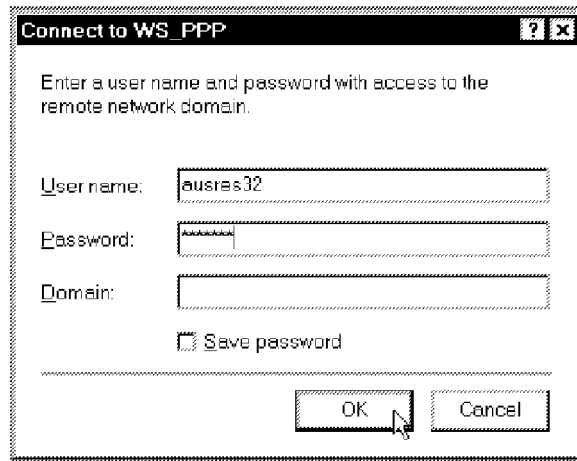 Connect to WS_PPP
Enter a user name and password with access to the
remote network domain.
User name: ausres32
Password: *******
Domain:
Save password
OK Cancel